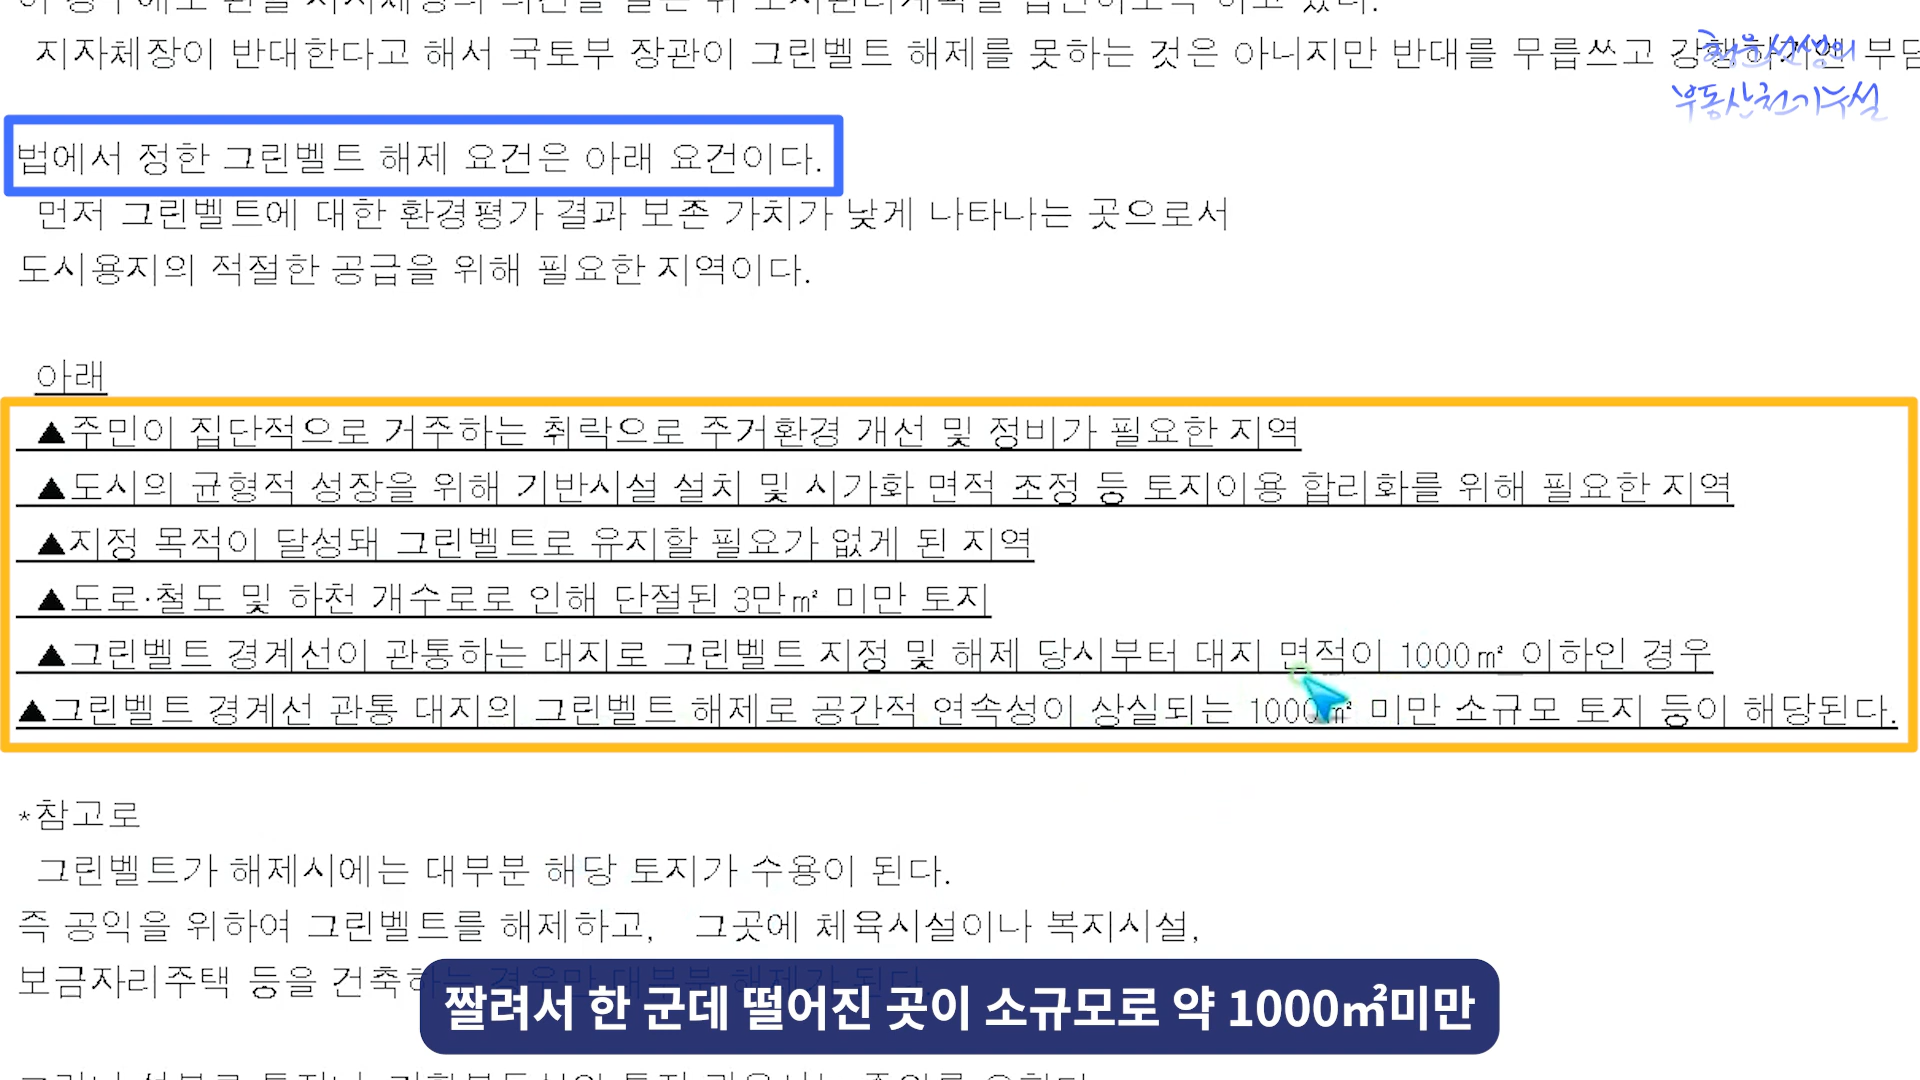 지자체장이 반대한다고 해서 국토부 장관이 그린벨트 해제를 못하는 것은 아니지만 반대를 무릅쓰고
부동산천기누설
법에서 정한 그린벨트 해제 요건은 아래 요건이다.
먼저 그린벨트에 대한 환경평가 결과 보존 가치가 낮게 나타나는 곳으로서
도시용지의 적절한 공급을 위해 필요한 지역이다.
아래
▲주민이 집단적으로 거주하는 취락으로 주거환경 개선 및 정비가 필요한 지역
▲도시의 균형적 성장을 위해 기반시설 설치 및 시가화 면적 조정 등 토지이용 합리화를 위해 필요한 지역
▲지정 목적이 달성돼 그린벨트로 유지할 필요가 없게 된 지역
▲도로·철도 및 하천 개수로로 인해 단절된 3만㎡ 미만 토지
▲그린벨트 경계선이 관통하는 대지로 그린벨트 지정 및 해제 당시부터 대지 면적이 1000㎡ 이하인 경우
▲그린벨트 경계선 관통 대지의 그린벨트 해제로 공간적 연속성이 상실되는 1000㎡ 미만 소규모 토지 등이 해당된다.
*참고로
그린벨트가 해제시에는 대부분 해당 토지가 수용이 된다.
즉 공익을 위하여 그린벨트를 해제하고, 그곳에 체육시설이나 복지시설,
보금자리주택 등을 건축하는 경우만 대부분 해제가 된다.
짤려서 한 군데 떨어진 곳이 소규모로 약 1000㎡미만